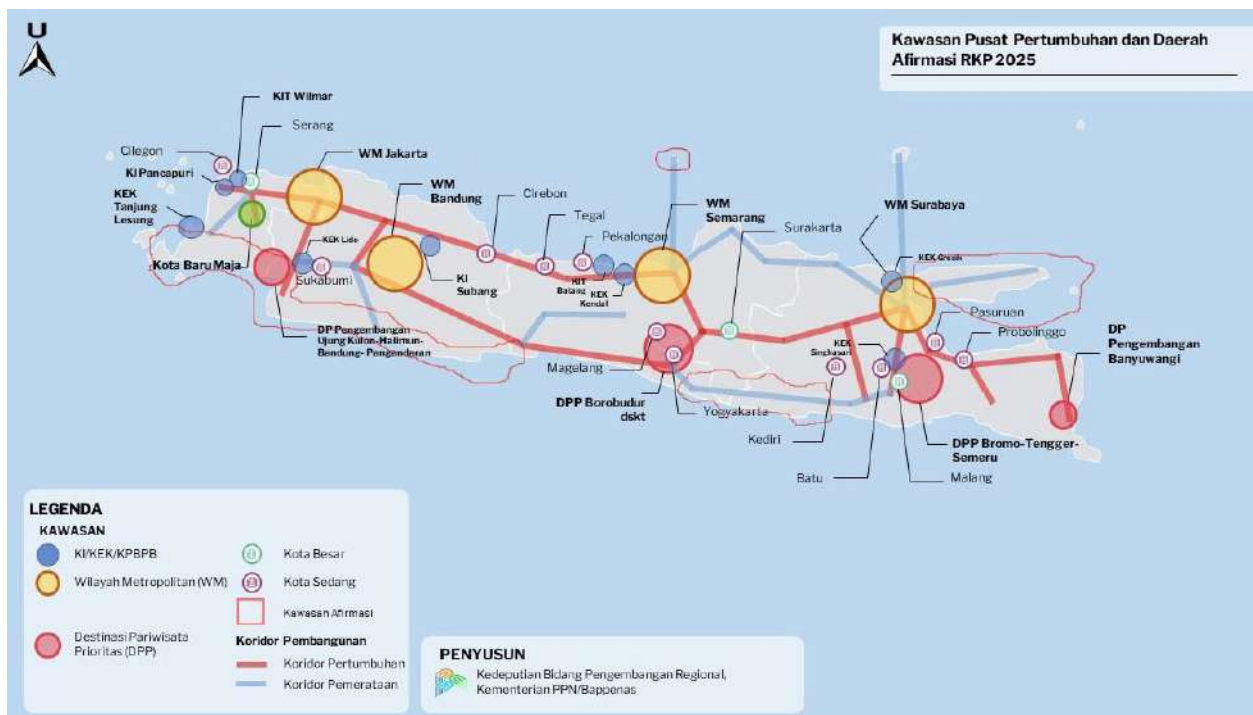 U
Kawasan Pusat Pertumbuhan dan Daerah
Afirmasi RKP 2025
KIT Wilmar
Serang
Cilegon
KI Pancapuri
KEK
Tanjung
Lesung
WM Jakarta
WM
Bandung
Cirebon
Tegal
Pekalongan
WM
Semarang
Surakarta
WM Surabaya
KEK Gresik
Kota Baru Maja
KEK Lido
Sukabumi
KI
Subang
KIT
Batang
KEK
Kendal
Pasuruan
Probolinggo
DP
Pengembangan
Banyuwangi
DP Pengembangan
Ujung Kulon-Halimun-
Bandung- Pangenderan
Magelang
KEK
Singhasari
DPP Borobudur
dskt
Yogyakarta
Kediri
DPP Bromo-Tengger-
Semeru
Batu
Malang
LEGENDA
KAWASAN
KI/KEK/KPBPB
Wilayah Metropolitan (WM)
Destinasi Pariwisata
Prioritas (DPP)
Kota Besar
Kota Sedang
Kawasan Afirmasi
Koridor Pembangunan
Koridor Pertumbuhan
Koridor Pemerataan
PENYUSUN
Kedeputian Bidang Pengembangan Regional,
Kementerian PPN/Bappenas